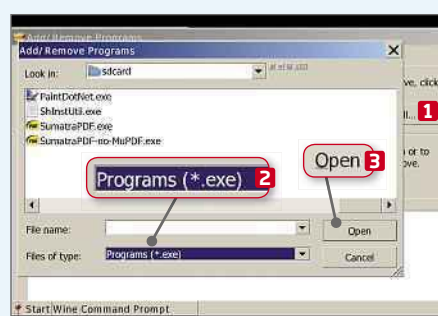 Add/Remove Programs
Add/ Remove Programs
Look in:
sdcard
ve, click
PaintDotNet.exe
ShInstUtil.exe
SumatraPDF.exe
SumatraPDF-no-MuPDF.exe
ll... 1
n or to
ove.
Programs (*.exe) 2
Open 3
File name:
Open
Files of type:
Programs (*.exe)
Cancel
Start
Wine Command Prompt